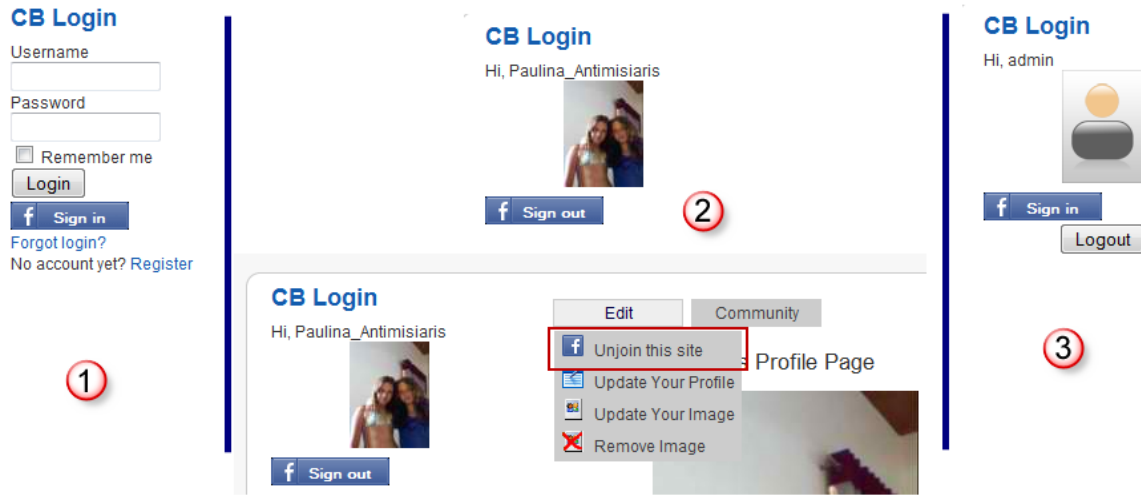 CB Login
Username
Password
Remember me
Login
f Sign in
Forgot login?
No account yet? Register
1
CB Login
Hi, Paulina_Antimisiaris
f Sign out
2
CB Login
Hi, Paulina_Antimisiaris
f Sign out
Edit Community
f Unjoin this site
s Profile Page
Update Your Profile
Update Your Image
Remove Image
CB Login
Hi, admin
f Sign in
Logout
3